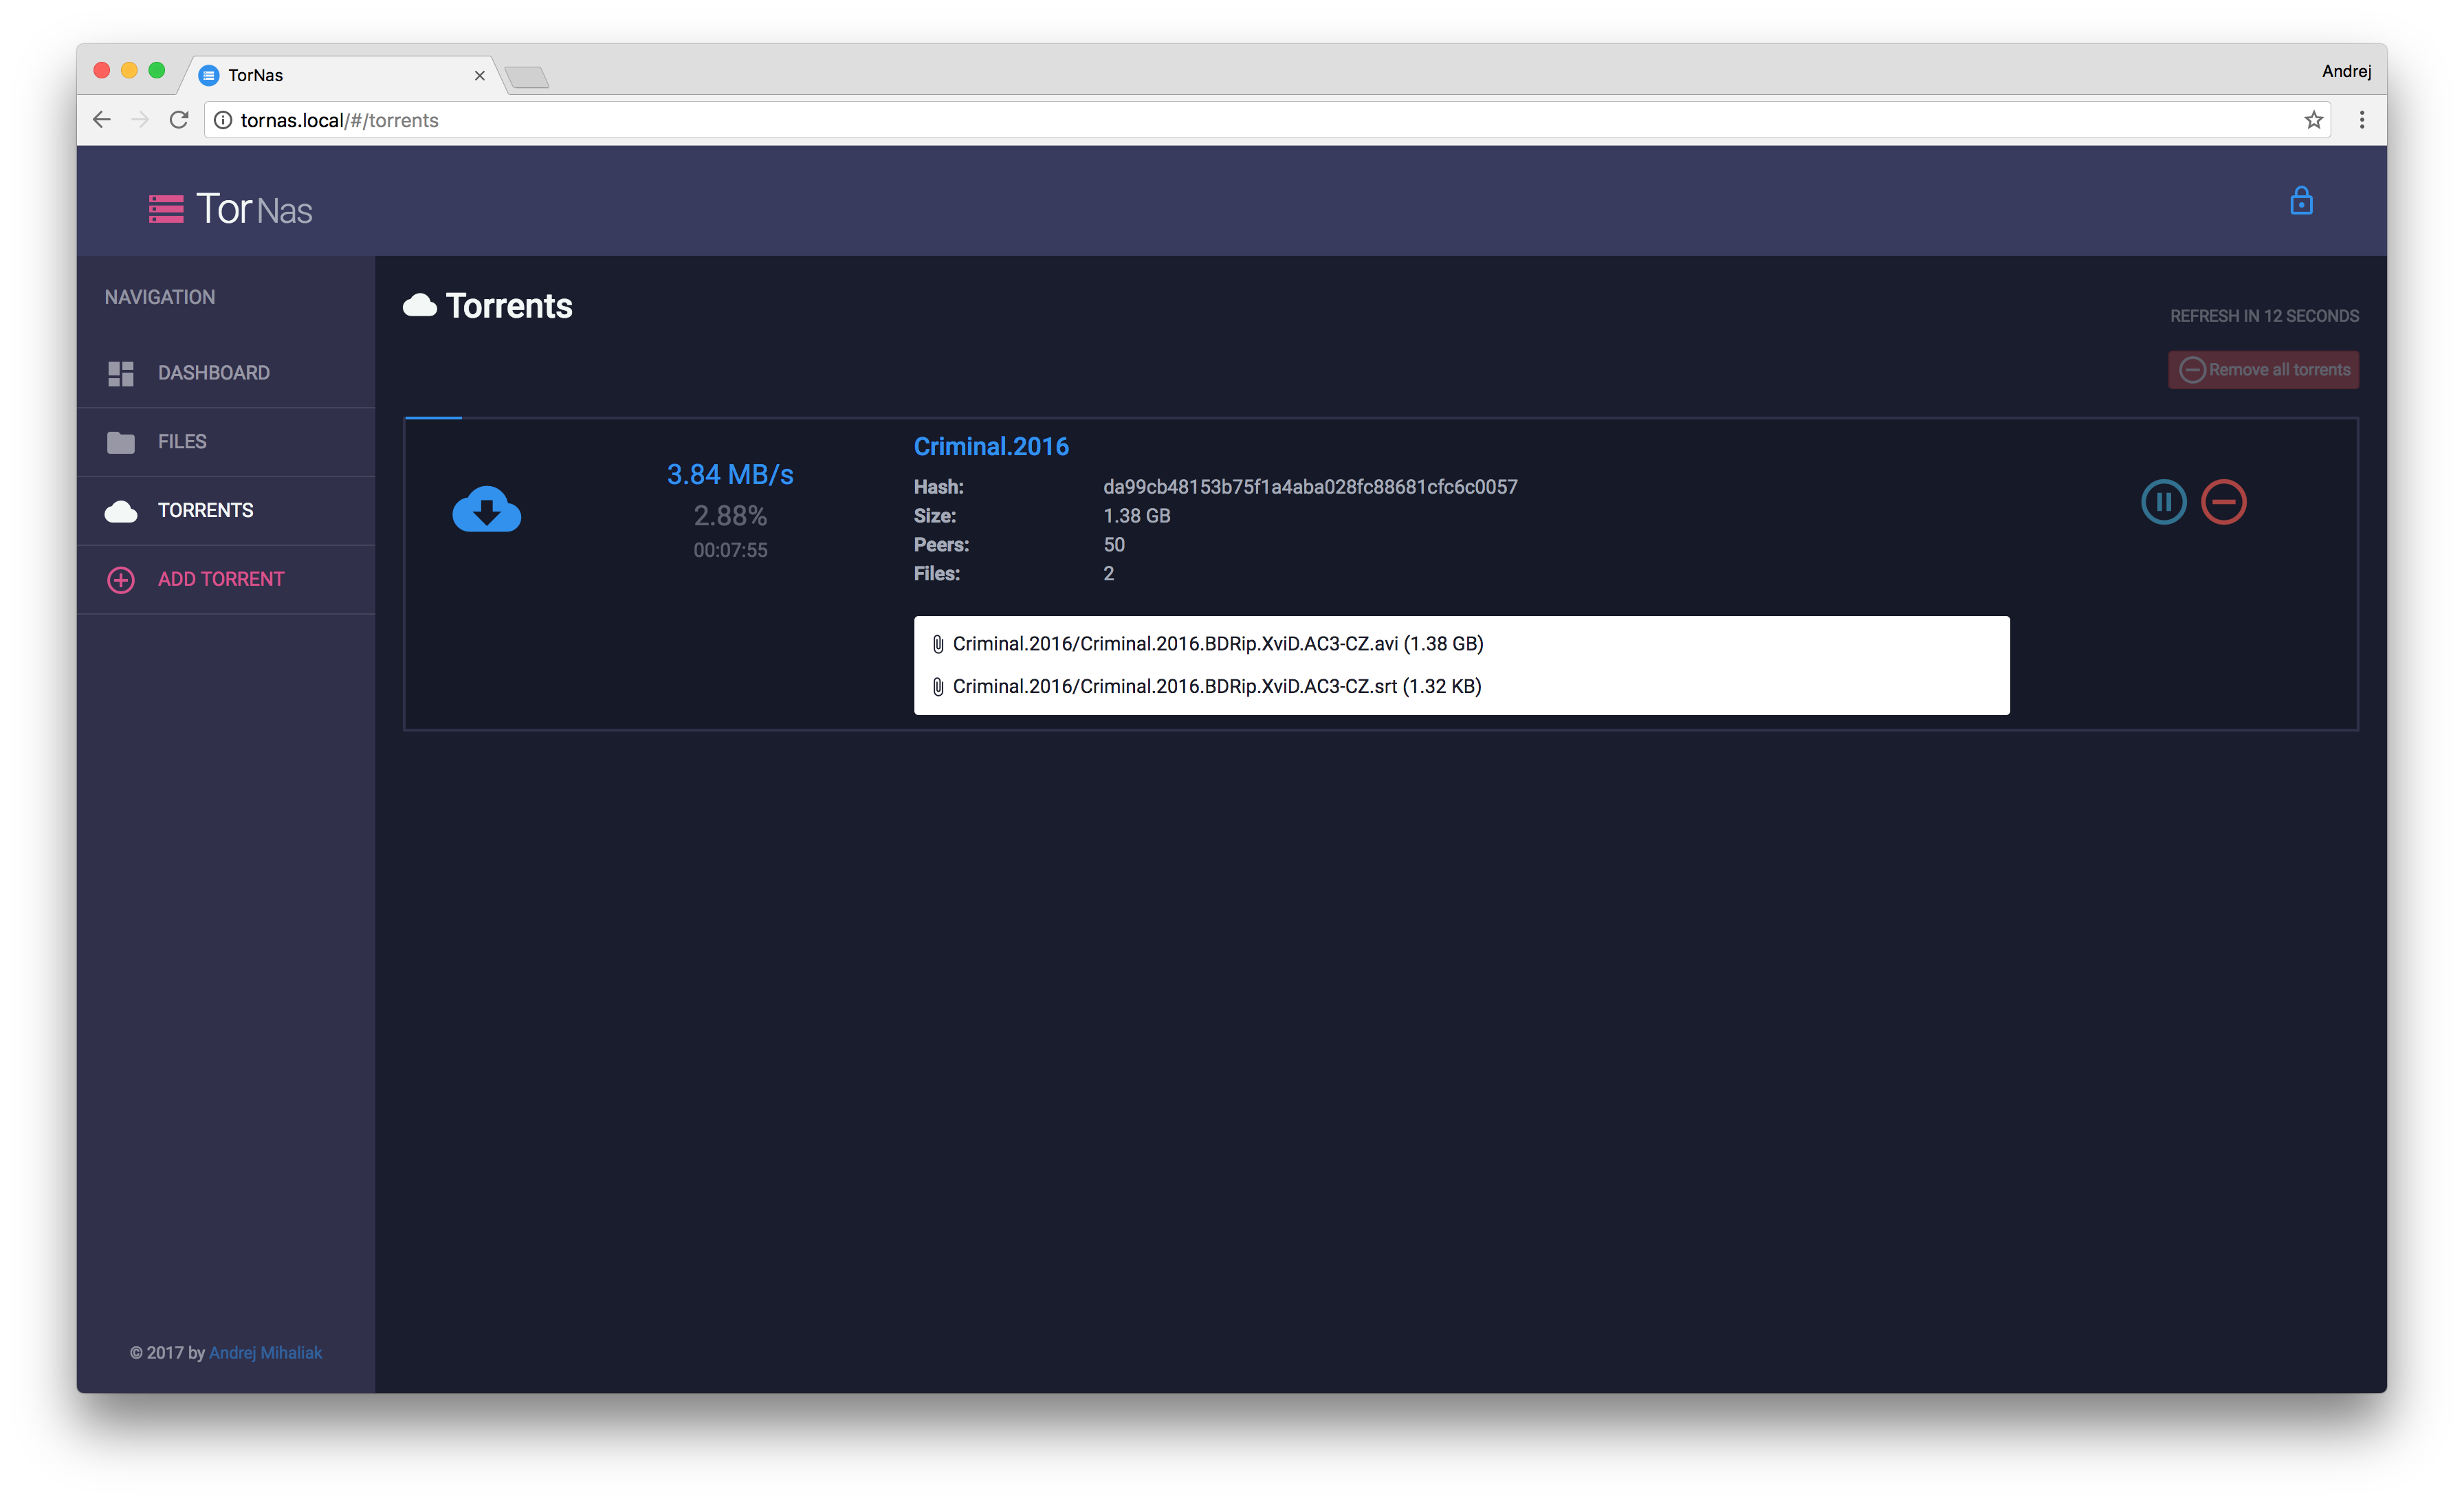 TorNas
Andrej
tornas.local/#/torrents
Tor Nas
NAVIGATION
DASHBOARD
FILES
TORRENTS
ADD TORRENT
© 2017 by Andrej Mihaliak
Torrents
REFRESH IN 12 SECONDS
Remove all torrents
3.84 MB/s
2.88%
00:07:55
Criminal.2016
Hash: da99cb48153b75f1a4aba028fc88681cfc6c0057
Size: 1.38 GB
Peers: 50
Files: 2
Criminal.2016/Criminal.2016.BDRip.XviD.AC3-CZ.avi (1.38 GB)
Criminal.2016/Criminal.2016.BDRip.XviD.AC3-CZ.srt (1.32 KB)